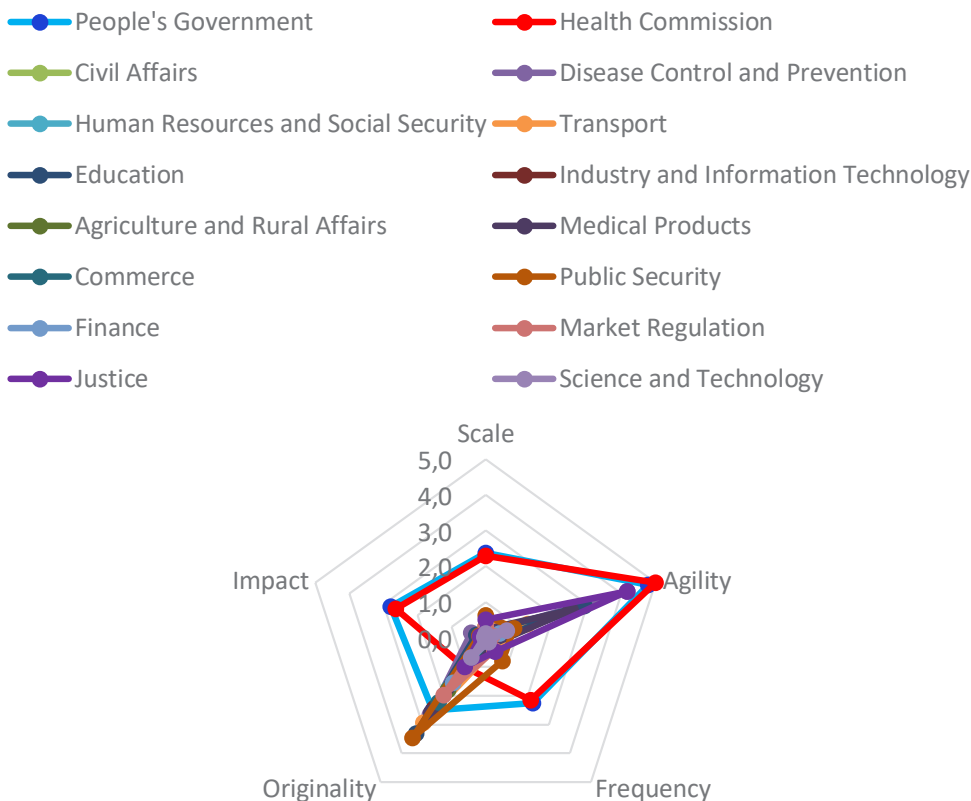 People's Government
Health Commission
Civil Affairs
Disease Control and Prevention
Human Resources and Social Security
Transport
Education
Industry and Information Technology
Agriculture and Rural Affairs
Medical Products
Commerce
Public Security
Finance
Market Regulation
Justice
Science and Technology
Scale
5,0
4,0
3,0
2,0
1,0
0,0
Impact
Agility
Originality
Frequency